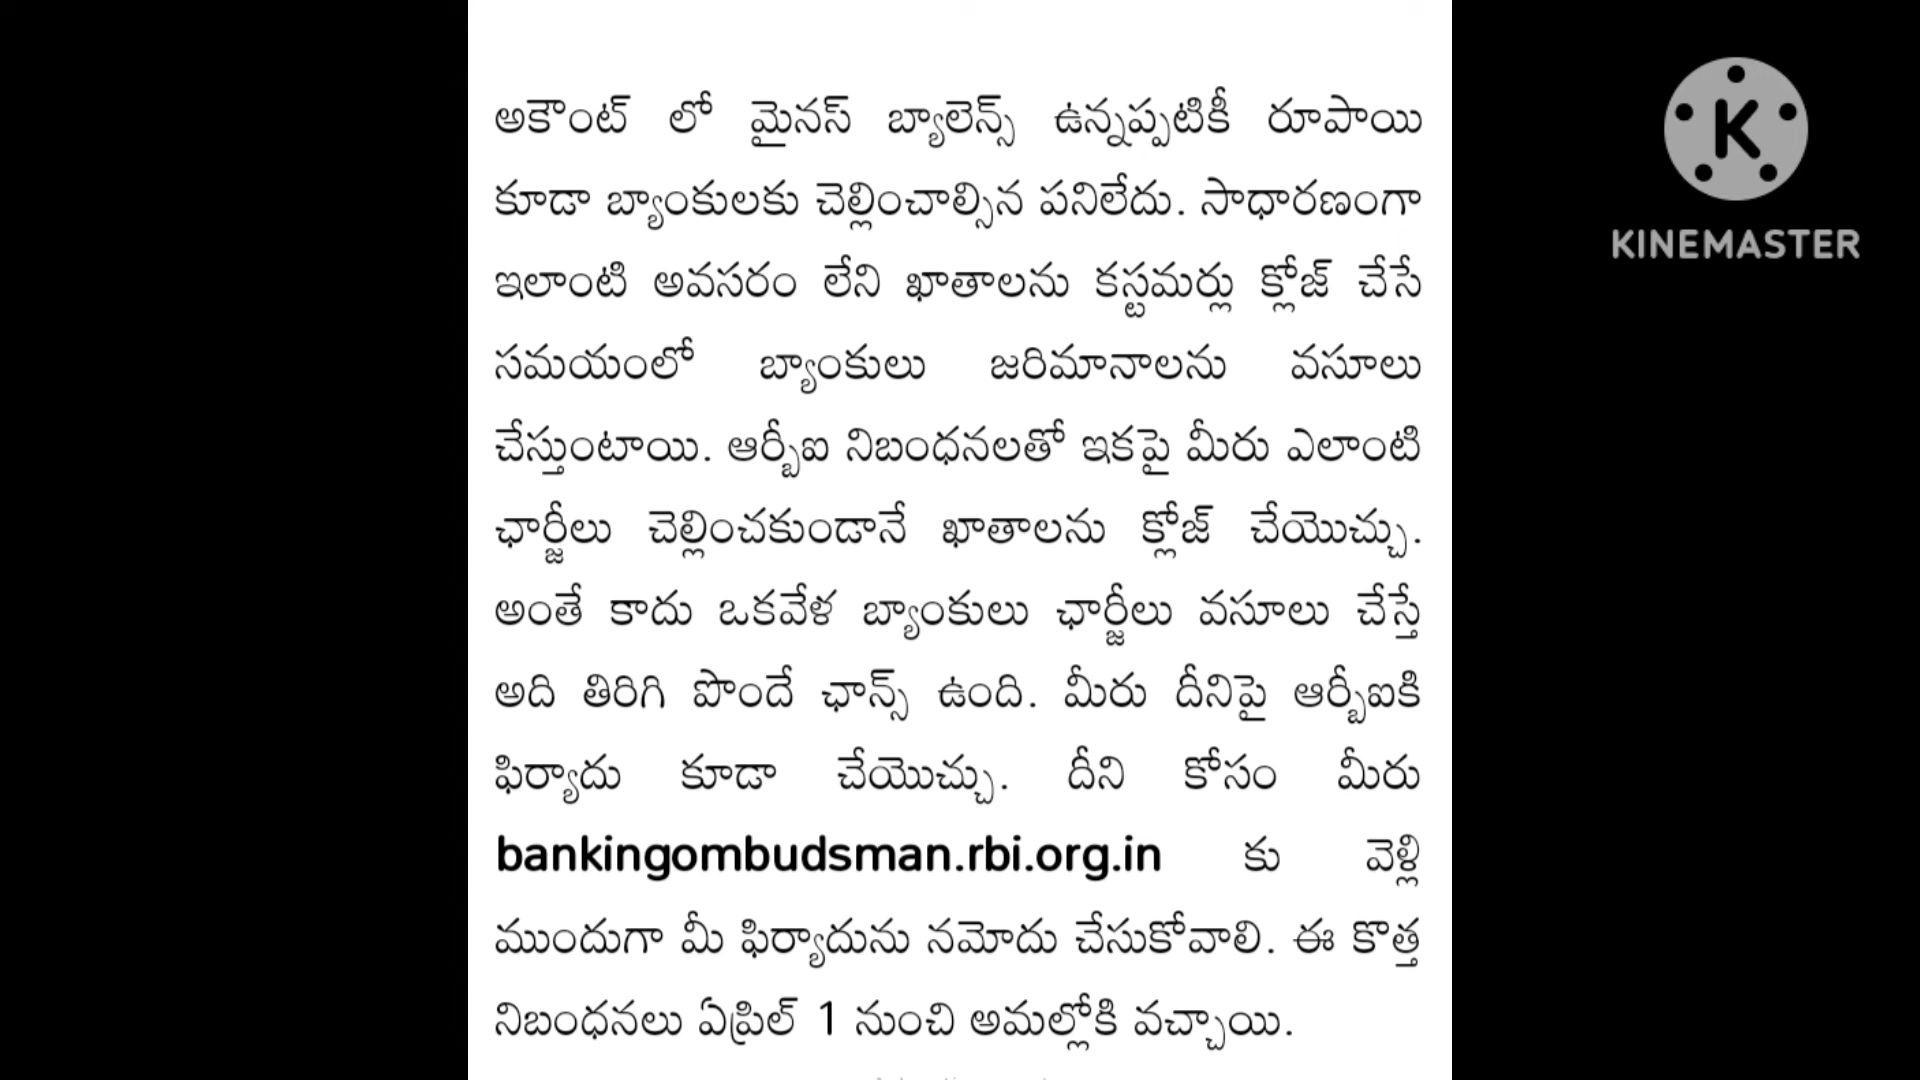 అకౌంట్ లో మైనస్ బ్యాలెన్స్ ఉన్నప్పటికీ రూపాయి
కూడా బ్యాంకులకు చెల్లించాల్సిన పనిలేదు. సాధారణంగా
ఇలాంటి అవసరం లేని ఖాతాలను కస్టమర్లు క్లోజ్ చేసే
సమయంలో బ్యాంకులు జరిమానాలను వసూలు
చేస్తుంటాయి. ఆర్బీఐ నిబంధనలతో ఇకపై మీరు ఎలాంటి
ఛార్జీలు చెల్లించకుండానే ఖాతాలను క్లోజ్ చేయొచ్చు.
అంతే కాదు ఒకవేళ బ్యాంకులు ఛార్జీలు వసూలు చేస్తే
అది తిరిగి పొందే ఛాన్స్ ఉంది. మీరు దీనిపై ఆర్బీఐకి
ఫిర్యాదు కూడా చేయొచ్చు. దీని కోసం మీరు
bankingombudsman.rbi.org.in కు వెళ్లి
ముందుగా మీ ఫిర్యాదును నమోదు చేసుకోవాలి. ఈ కొత్త
నిబంధనలు ఏప్రిల్ 1 నుంచి అమల్లోకి వచ్చాయి.
K
KINEMASTER